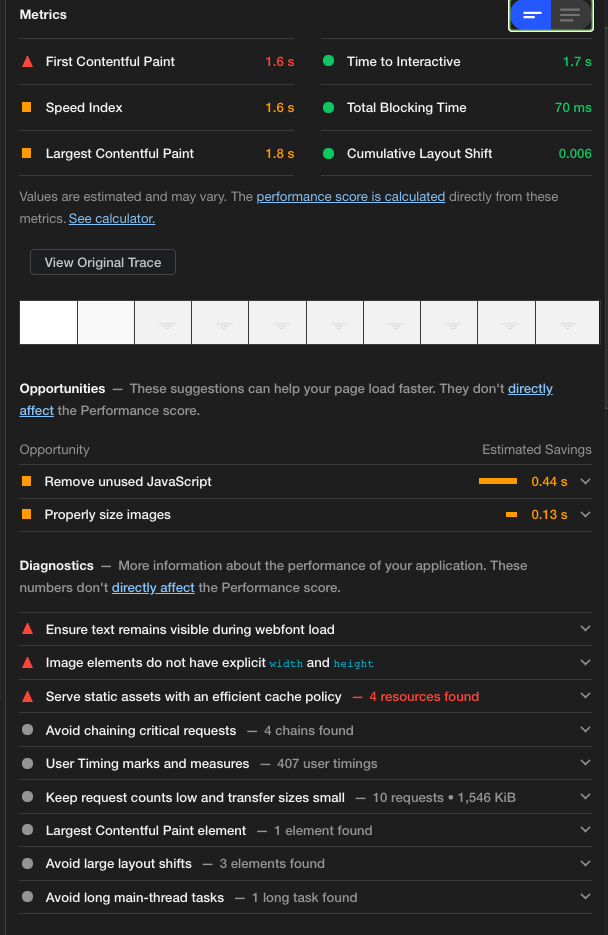 Metrics
First Contentful Paint 1.6 s
Time to Interactive 1.7 s
Speed Index 1.6 s
Total Blocking Time 70 ms
Largest Contentful Paint 1.8 s
Cumulative Layout Shift 0.006
Values are estimated and may vary. The performance score is calculated directly from these
metrics. See calculator.
View Original Trace
Opportunities — These suggestions can help your page load faster. They don't directly
affect the Performance score.
Opportunity Estimated Savings
Remove unused JavaScript 0.44 s
Properly size images 0.13 s
Diagnostics — More information about the performance of your application. These
numbers don't directly affect the Performance score.
Ensure text remains visible during webfont load
Image elements do not have explicit width and height
Serve static assets with an efficient cache policy — 4 resources found
Avoid chaining critical requests — 4 chains found
User Timing marks and measures — 407 user timings
Keep request counts low and transfer sizes small — 10 requests • 1,546 KiB
Largest Contentful Paint element — 1 element found
Avoid large layout shifts — 3 elements found
Avoid long main-thread tasks — 1 long task found